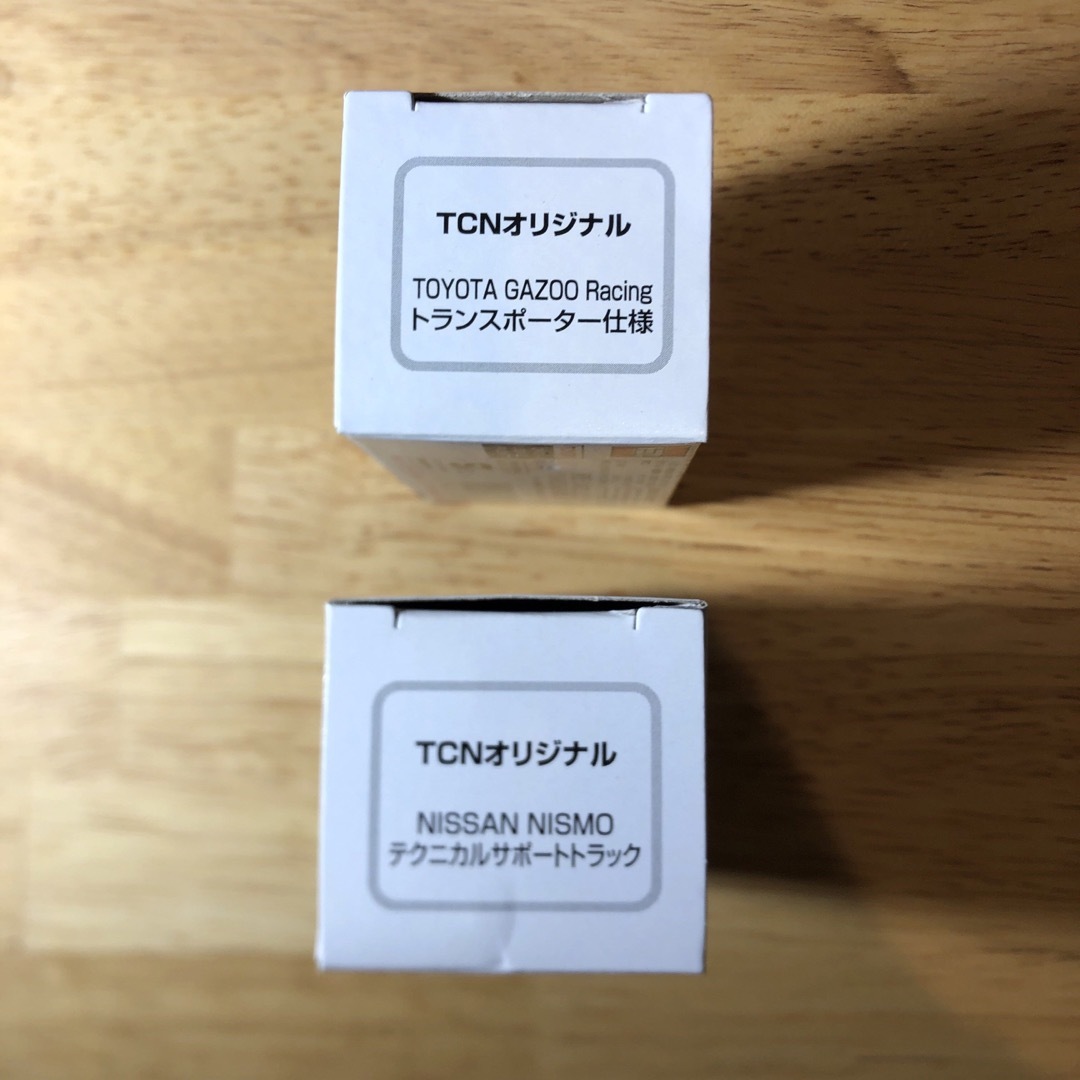 TCNオリジナル
TOYOTA GAZOO Racing
トランスポーター仕様
TCNオリジナル
NISSAN NISMO
テクニカルサポートトラック